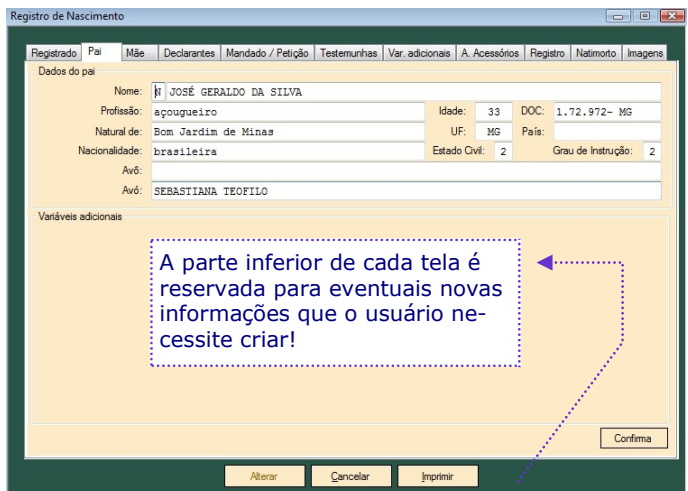 Registro de Nascimento
Registrado Pai Mãe Declarantes Mandado / Petição Testemunhas Var. adicionais A. Acessórios Registro Natimorto Imagens
Dados do pai
Nome: N JOSÉ GERALDO DA SILVA
Profissão: açougueiro Idade: 33 DOC: 1.72.972- MG
Natural de: Bom Jardim de Minas UF: MG País:
Nacionalidade: brasileira Estado Civil: 2 Grau de Instrução: 2
Avô:
Avó: SEBASTIANA TEOFILO
Variáveis adicionais
A parte inferior de cada tela é
reservada para eventuais novas
informações que o usuário ne-
cessite criar!
Confirma
Alterar Cancelar Imprimir